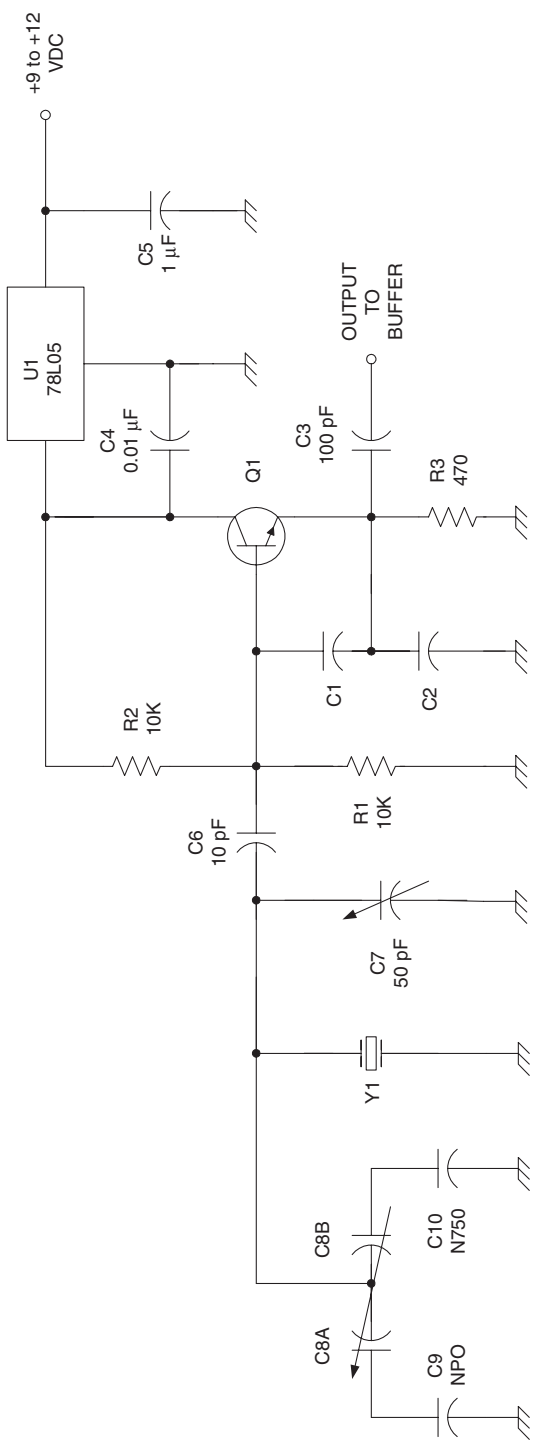 +9 to +12
VDC
U1
78L05
C5
1 μF
C4
0.01 μF
Q1
OUTPUT
TO
BUFFER
C3
100 pF
R3
470
R2
10K
C1
C2
C6
10 pF
R1
10K
C7
50 pF
Y1
C8B
C8A
C10
N750
C9
NPO